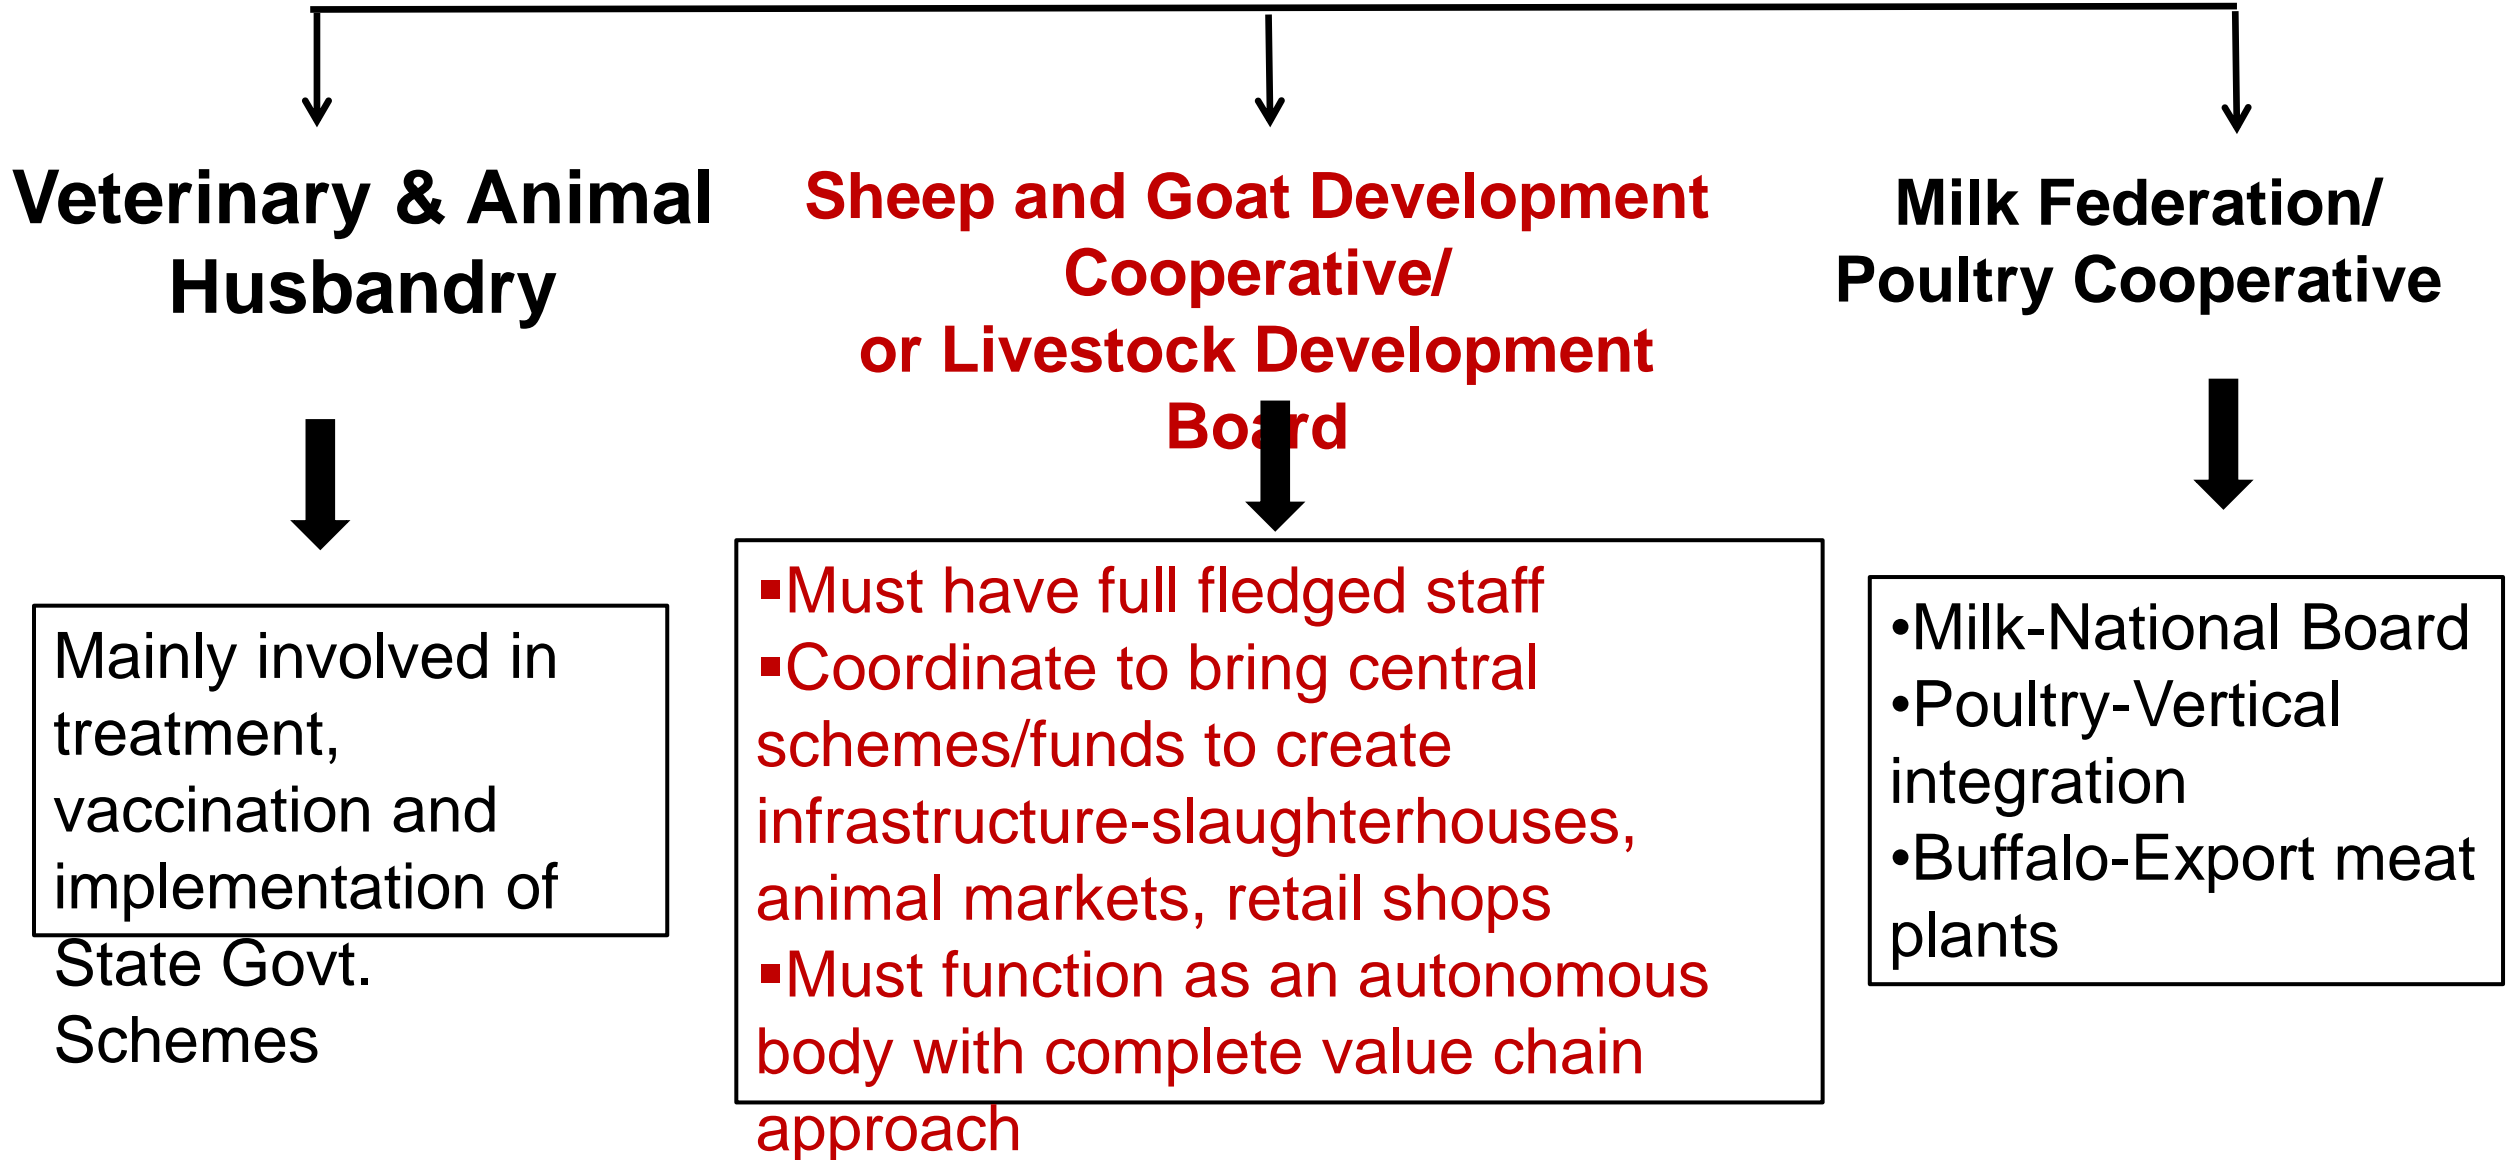 Veterinary & Animal
Husbandry
Sheep and Goat Development
Cooperative/
or Livestock Development
Board
Milk Federation/
Poultry Cooperative
Mainly involved in
treatment,
vaccination and
implementation of
State Govt.
Schemes
▪Must have full fledged staff
▪Coordinate to bring central
schemes/funds to create
infrastructure-slaughterhouses,
animal markets, retail shops
▪Must function as an autonomous
body with complete value chain
approach
•Milk-National Board
•Poultry-Vertical
integration
•Buffalo-Export meat
plants